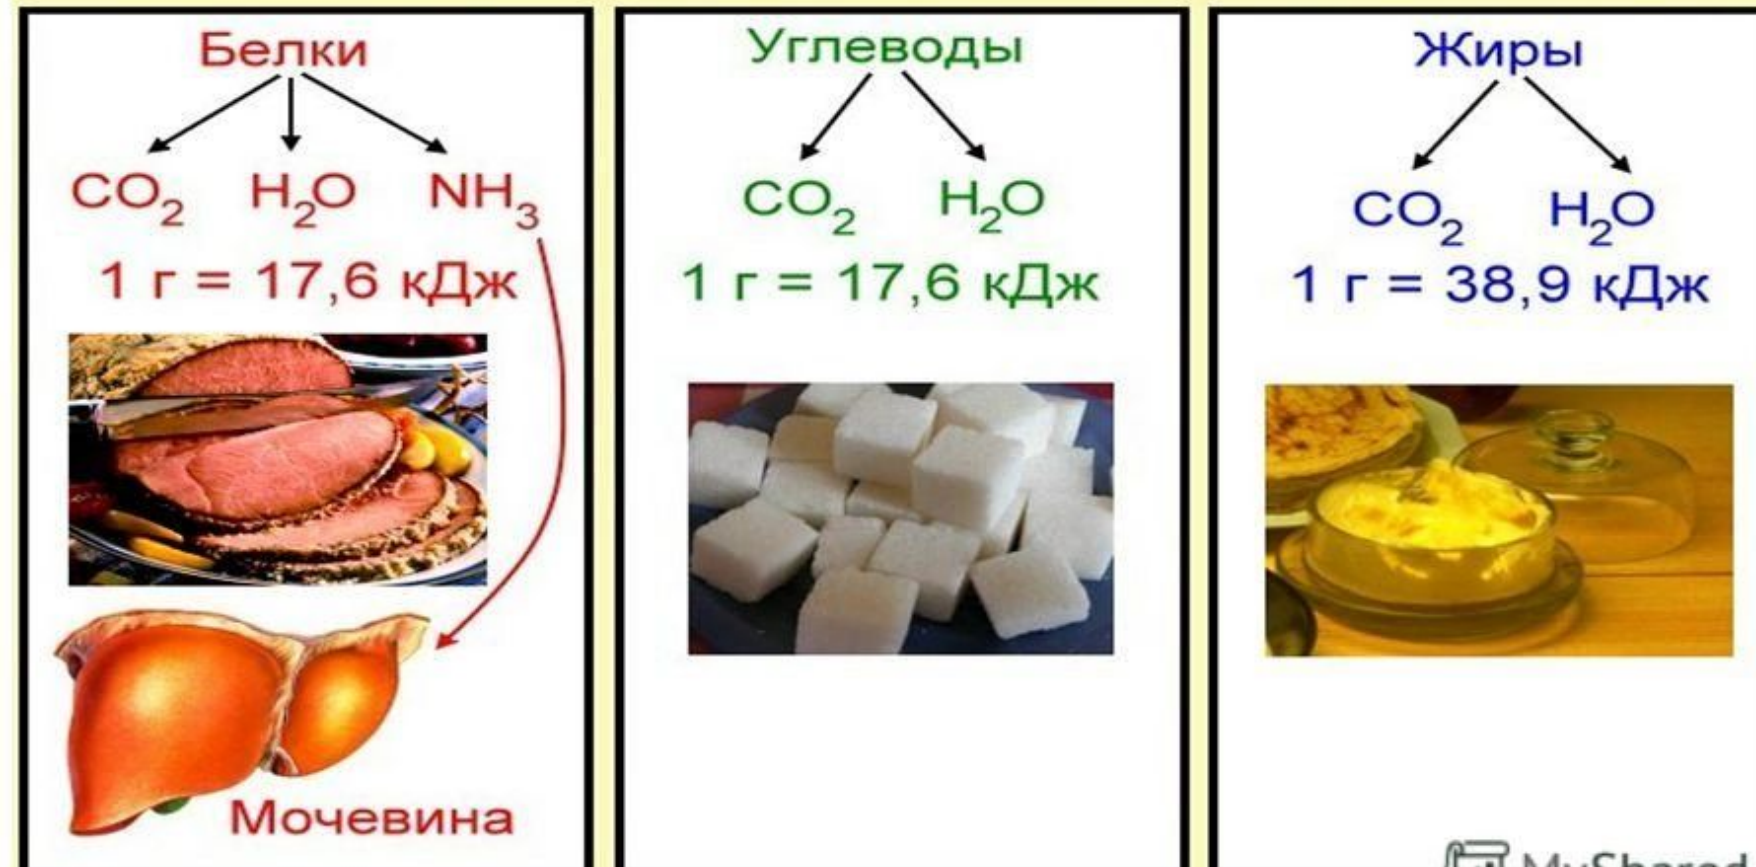 Белки
CO₂ H₂O NH₃
1 г = 17,6 кДж
Мочевина
Углеводы
CO₂ H₂O
1 г = 17,6 кДж
Жиры
CO₂ H₂O
1 г = 38,9 кДж
MyShared